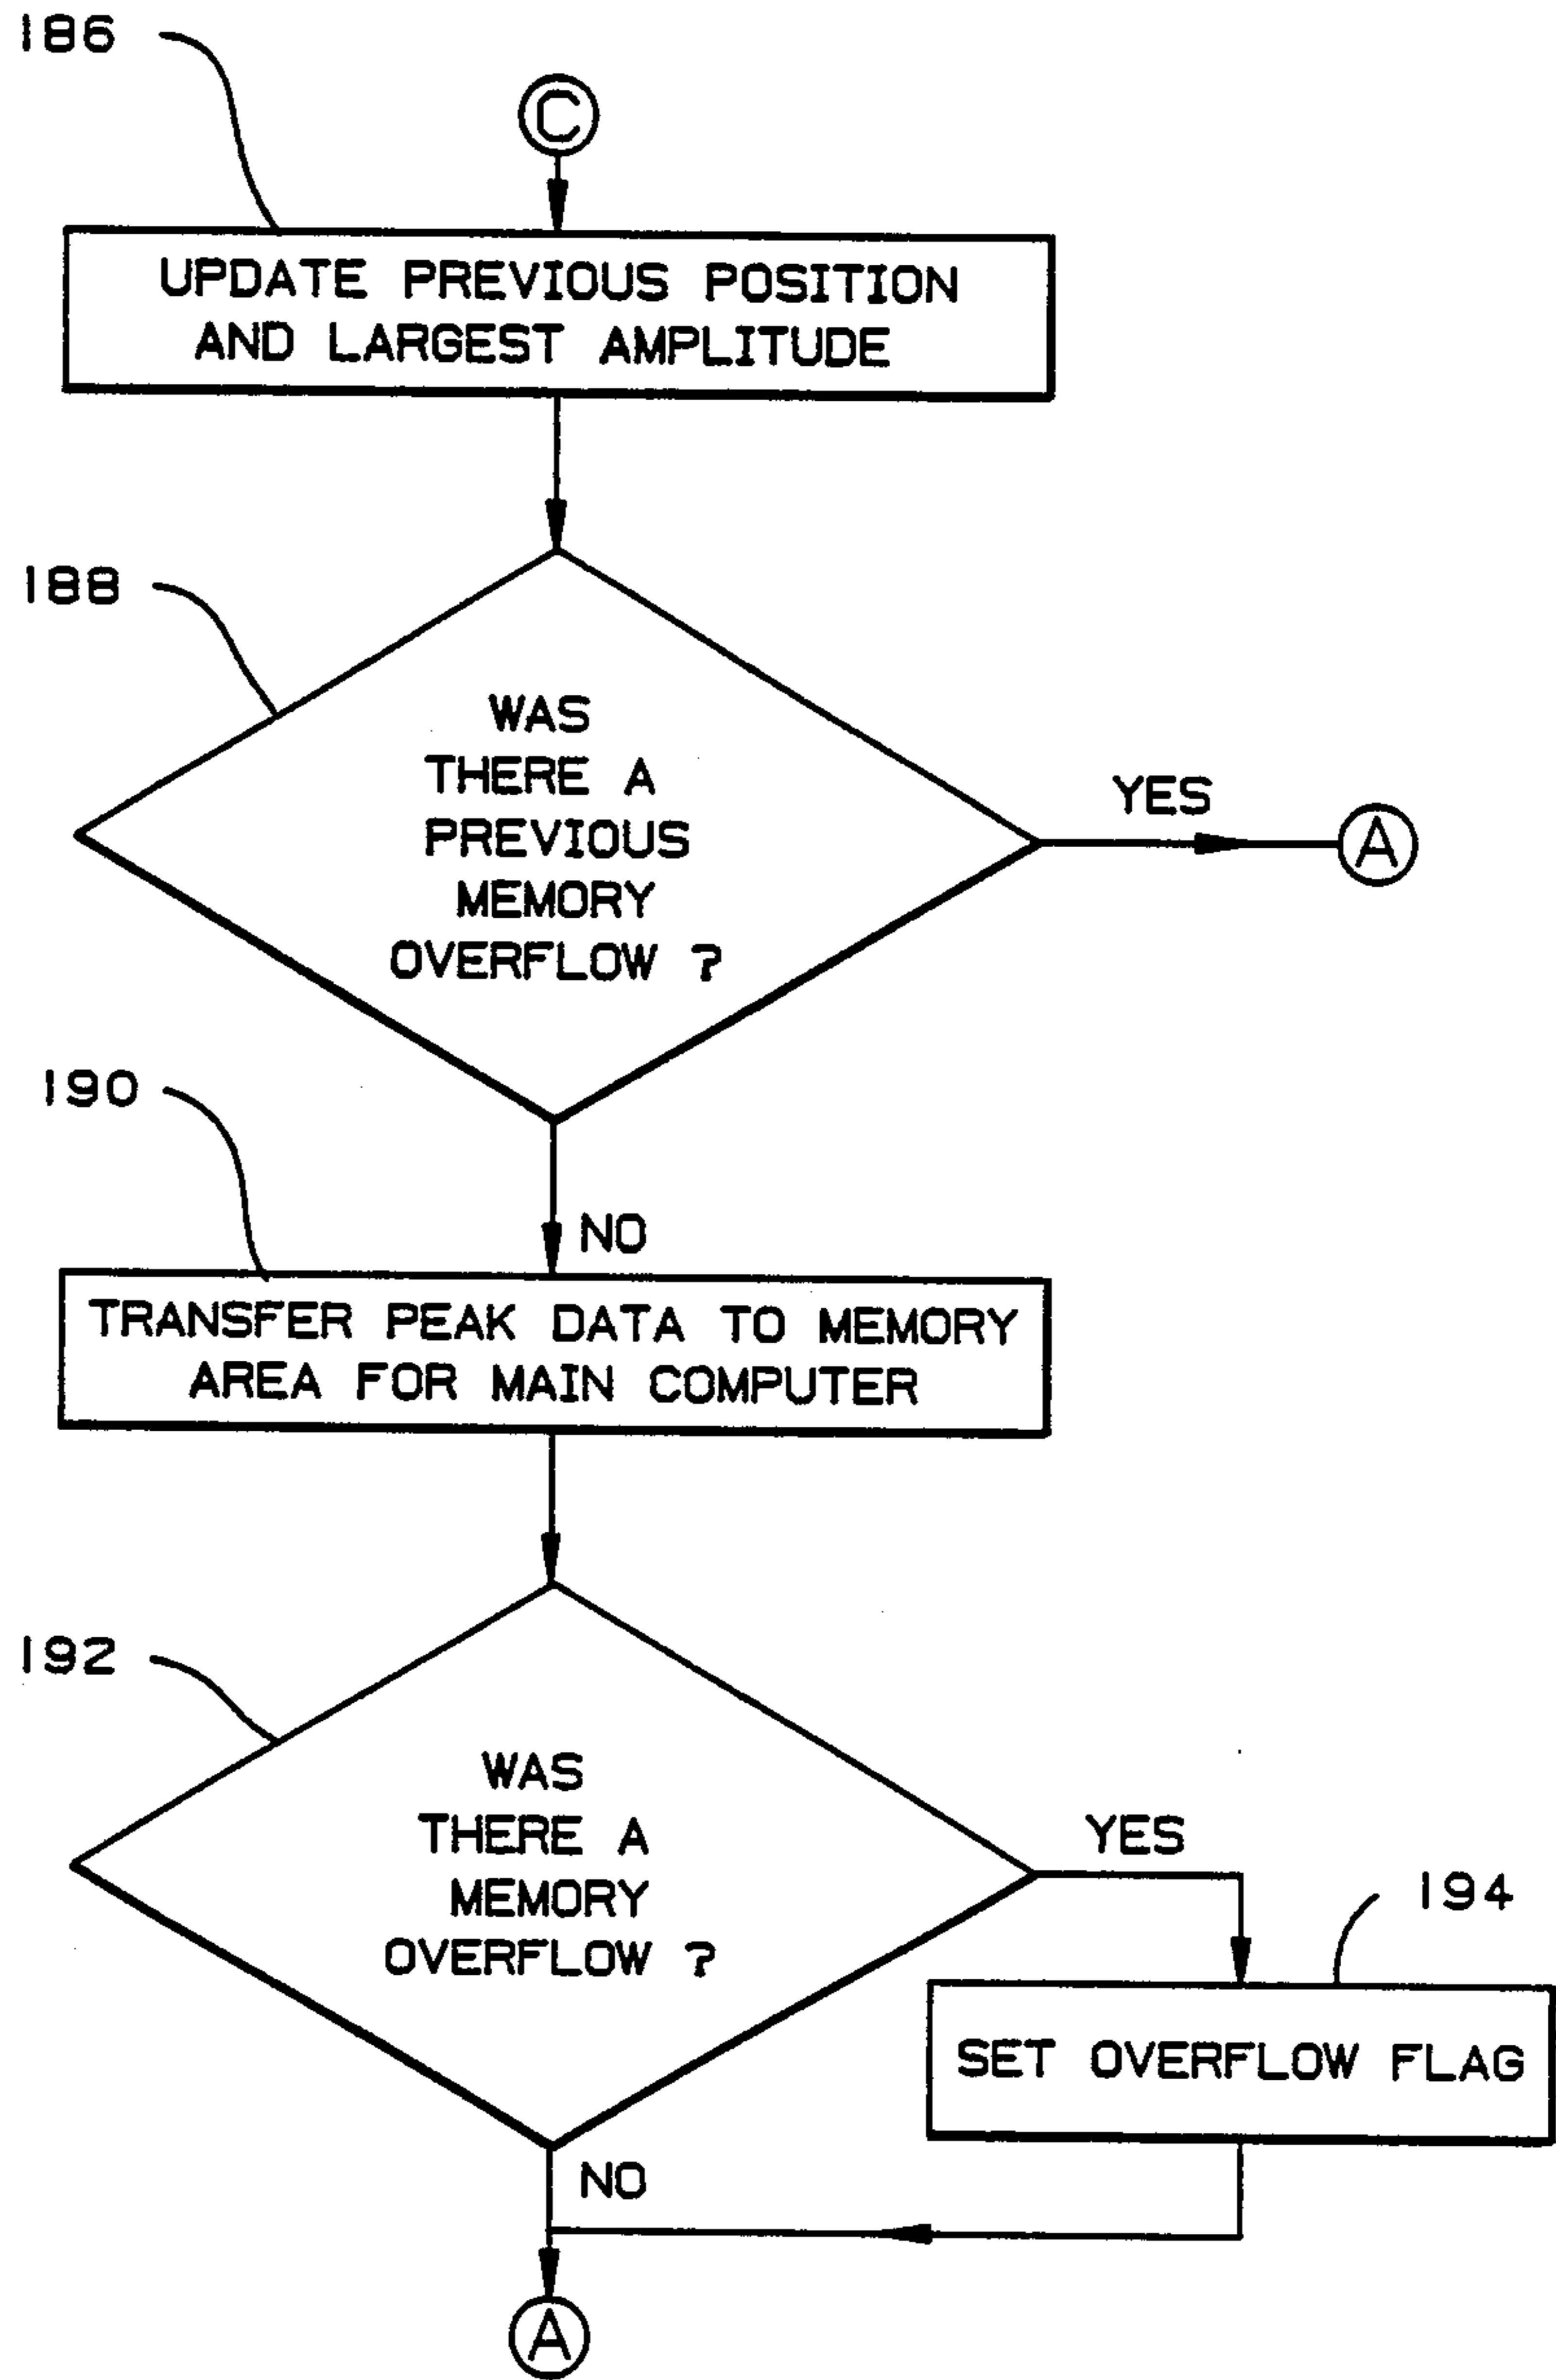 186
C
UPDATE PREVIOUS POSITION
AND LARGEST AMPLITUDE
188
WAS
THERE A
PREVIOUS
MEMORY
OVERFLOW ?
YES
A
190
NO
TRANSFER PEAK DATA TO MEMORY
AREA FOR MAIN COMPUTER
192
WAS
THERE A
MEMORY
OVERFLOW ?
YES
194
SET OVERFLOW FLAG
NO
A